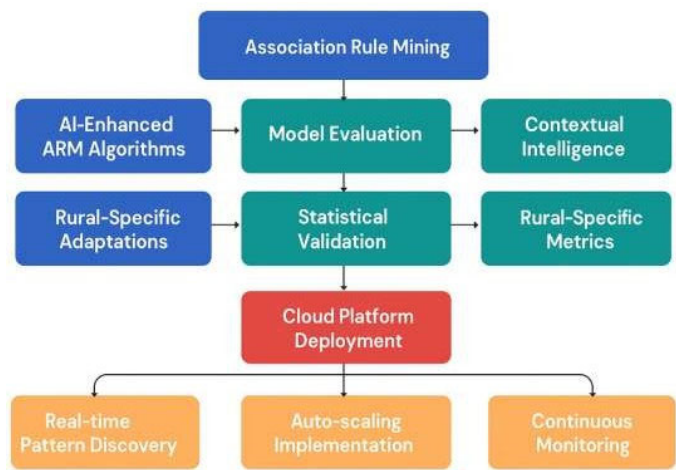 Association Rule Mining
AI-Enhanced
ARM Algorithms
Model Evaluation
Contextual
Intelligence
Rural-Specific
Adaptations
Statistical
Validation
Rural-Specific
Metrics
Cloud Platform
Deployment
Real-time
Pattern Discovery
Auto-scaling
Implementation
Continuous
Monitoring